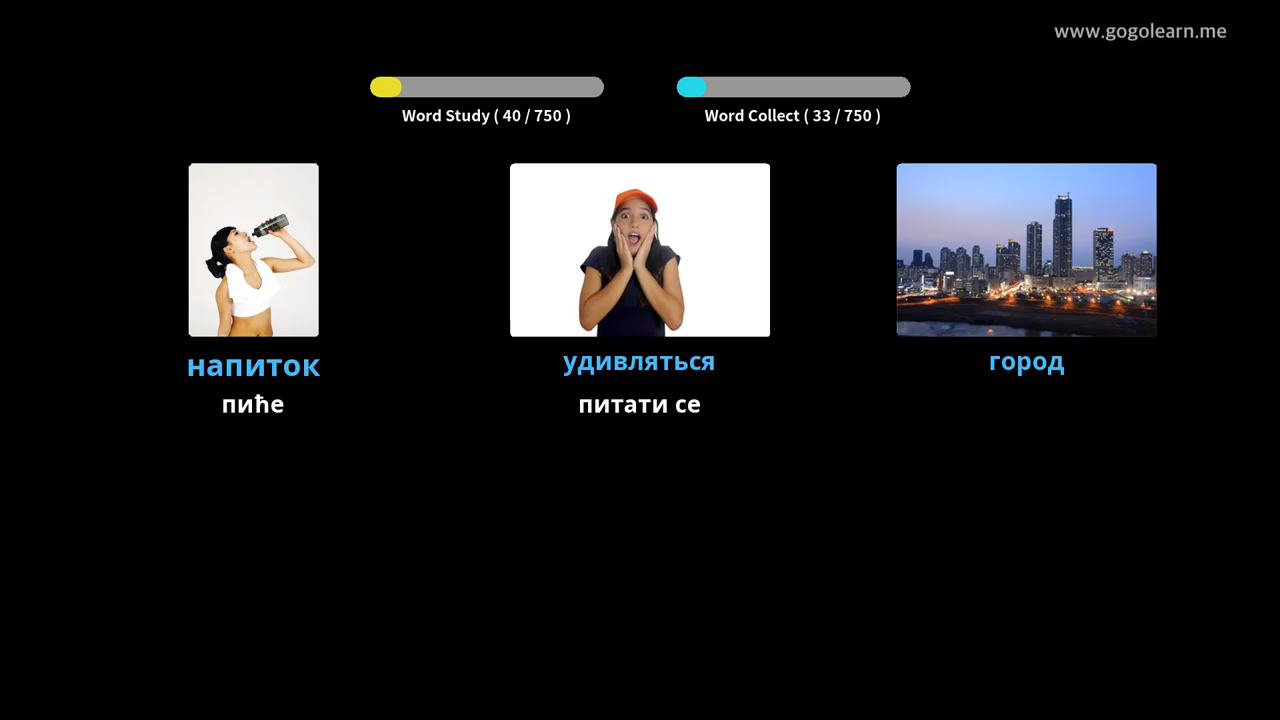 www.gogolearn.me
Word Study ( 40 / 750 )
Word Collect ( 33 / 750 )
напиток
удивляться
город
пиће
питати се